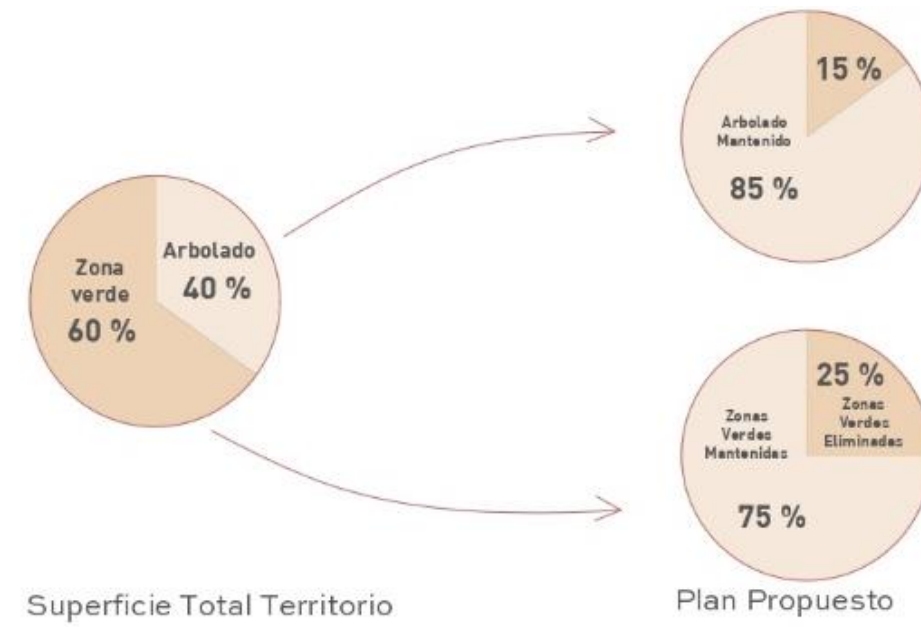 Zona
verde
60 %
Arbolado
40 %
15 %
Arbolado
Mantenido
85 %
25 %
Zonas
Verdes
Eliminadas
Zonas
Verdes
Mantenidas
75 %
Superficie Total Territorio
Plan Propuesto